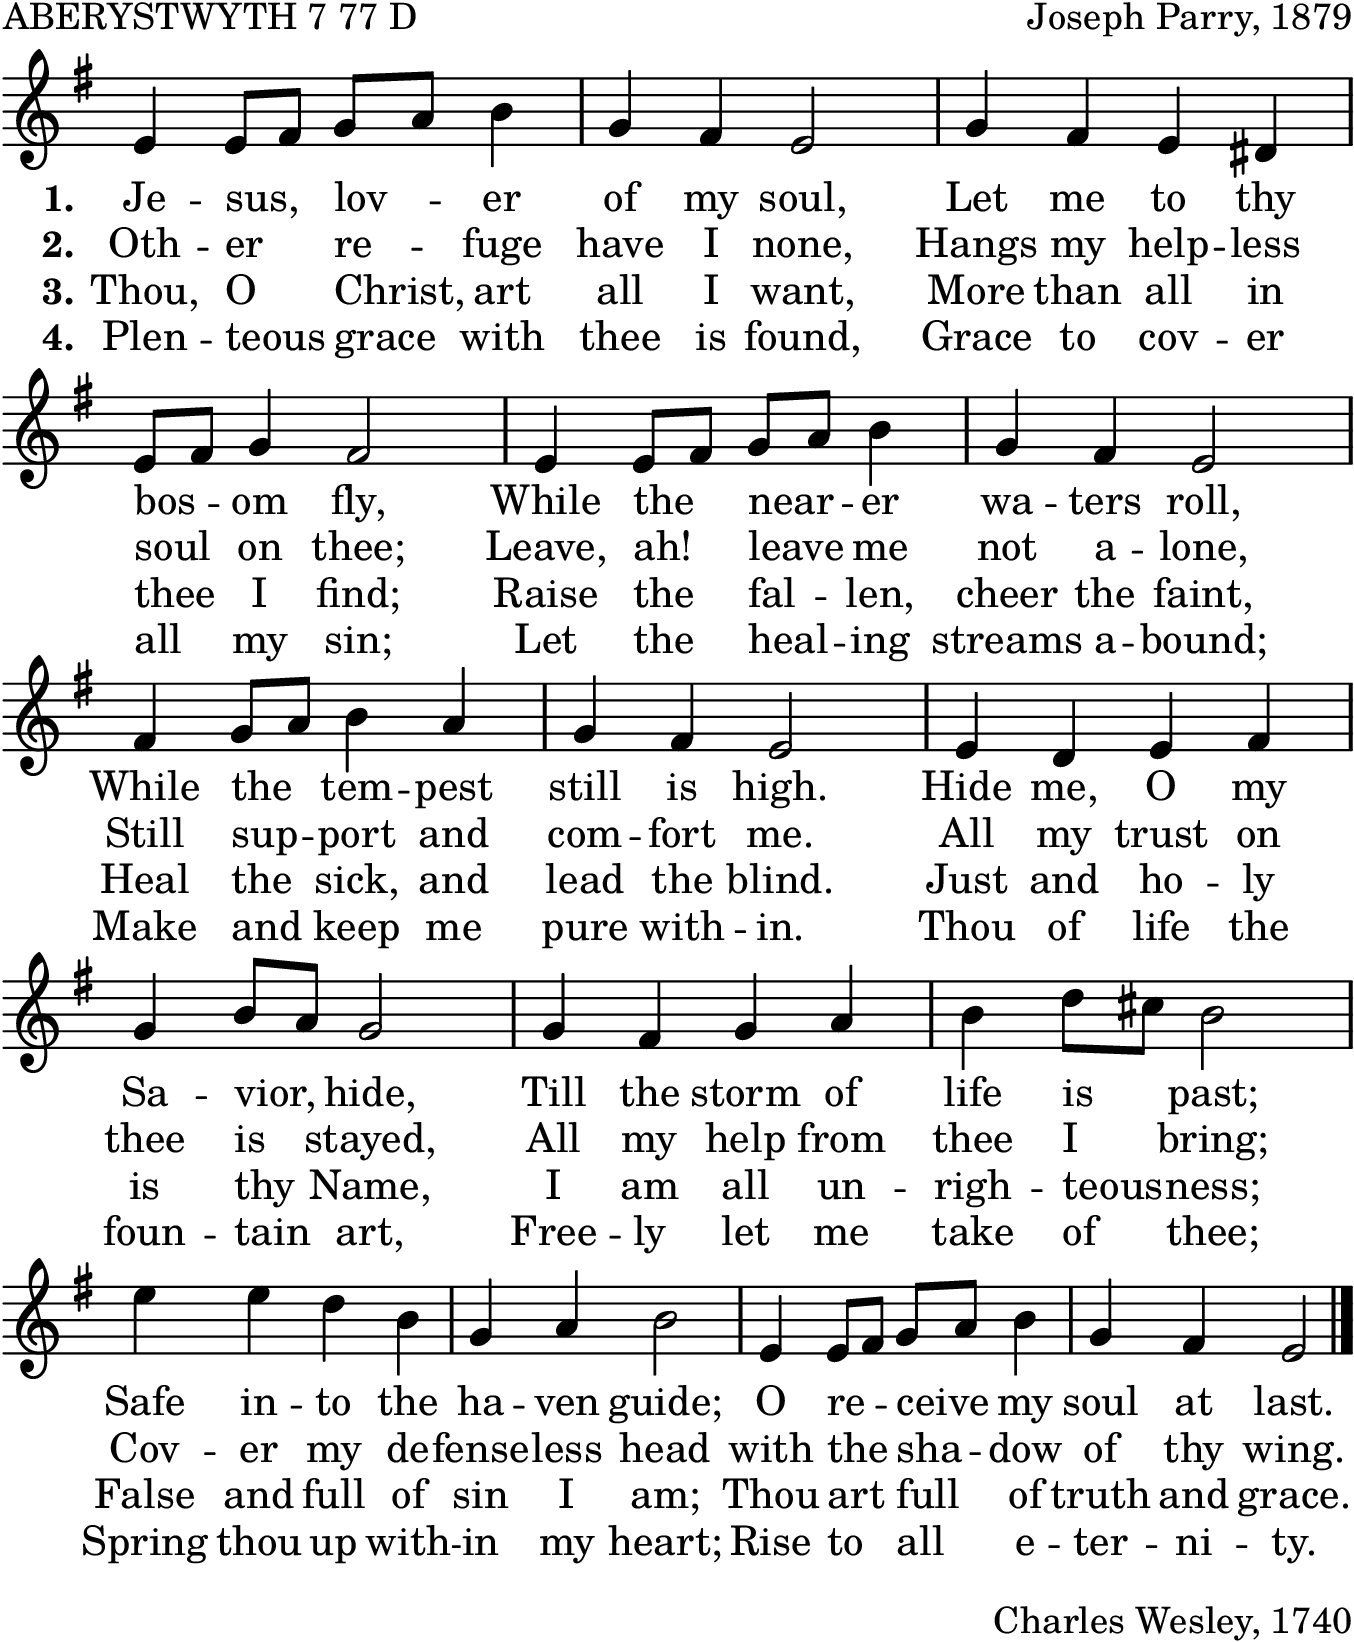 ABERYSTWYTH 7 77 D Joseph Parry, 1879
1. Je - sus, lov - er of my soul, Let me to thy
2. Oth - er re - fuge have I none, Hangs my help - less
3. Thou, O Christ, art all I want, More than all in
4. Plen - teous grace with thee is found, Grace to cov - er
bos - om fly, While the near - er wa - ters roll,
soul on thee; Leave, ah! leave me not a - lone,
thee I find; Raise the fal - len, cheer the faint,
all my sin; Let the heal - ing streams a - bound;
While the tem - pest still is high. Hide me, O my
Still sup - port and com - fort me. All my trust on
Heal the sick, and lead the blind. Just and ho - ly
Make and keep me pure with - in. Thou of life the
Sa - vior, hide, Till the storm of life is past;
thee is stayed, All my help from thee I bring;
is thy Name, I am all un - righ - teousness;
foun - tain art, Free - ly let me take of thee;
Safe in - to the ha - ven guide; O re - ceive my soul at last.
Cov - er my defenseless head with the sha - dow of thy wing.
False and full of sin I am; Thou art full of truth and grace.
Spring thou up with - in my heart; Rise to all e - ter - ni - ty.
Charles Wesley, 1740